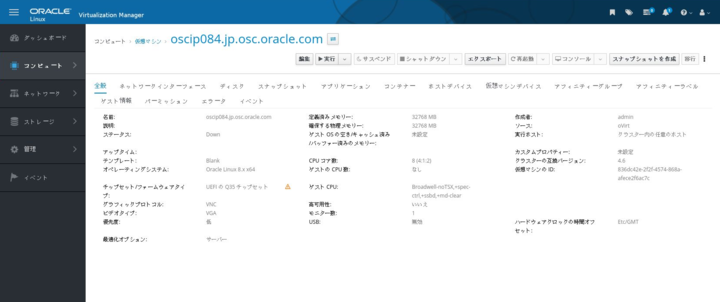 ORACLE
Linux
Virtualization Manager
ダッシュボード
コンピュート
ネットワーク
ストレージ
管理
イベント
コンピュート 仮想マシン oscip084.jp.osc.oracle.com
編集 実行 サスペンド シャットダウン エクスポート 再起動 コンソール スナップショットを作成 移行
全般 ネットワークインターフェース ディスク スナップショット アプリケーション コンテナー ホストデバイス 仮想マシンデバイス アフィニティーグループ アフィニティーラベル
ゲスト情報 パーミッション エラータ イベント
名前: oscip084.jp.osc.oracle.com
説明:
ステータス: Down
アップタイム:
テンプレート: Blank
オペレーティングシステム: Oracle Linux 8.x x64
チップセット/ファームウェアタイプ: UEFI の Q35 チップセット
グラフィックプロトコル: VNC
ビデオタイプ: VGA
優先度: 低
最適化オプション: サーバー
定義済みメモリー: 32768 MB
確保する物理メモリー: 32768 MB
ゲスト OS の空き/キャッシュ済み/バッファー済みのメモリー: 未設定
CPU コア数: 8 (4:1:2)
ゲストの CPU 数: なし
ゲスト CPU: Broadwell-noTSX,+spec-ctrl,+ssbd,+md-clear
高可用性: いいえ
モニター数: 1
USB: 無効
作成者: admin
ソース: oVirt
実行ホスト: クラスター内の任意のホスト
カスタムプロパティー: 未設定
クラスターの互換バージョン: 4.6
仮想マシンの ID: 836dc42e-2f2f-4574-868a-afece2f6ac7c
ハードウェアクロックの時間オフセット: Etc/GMT